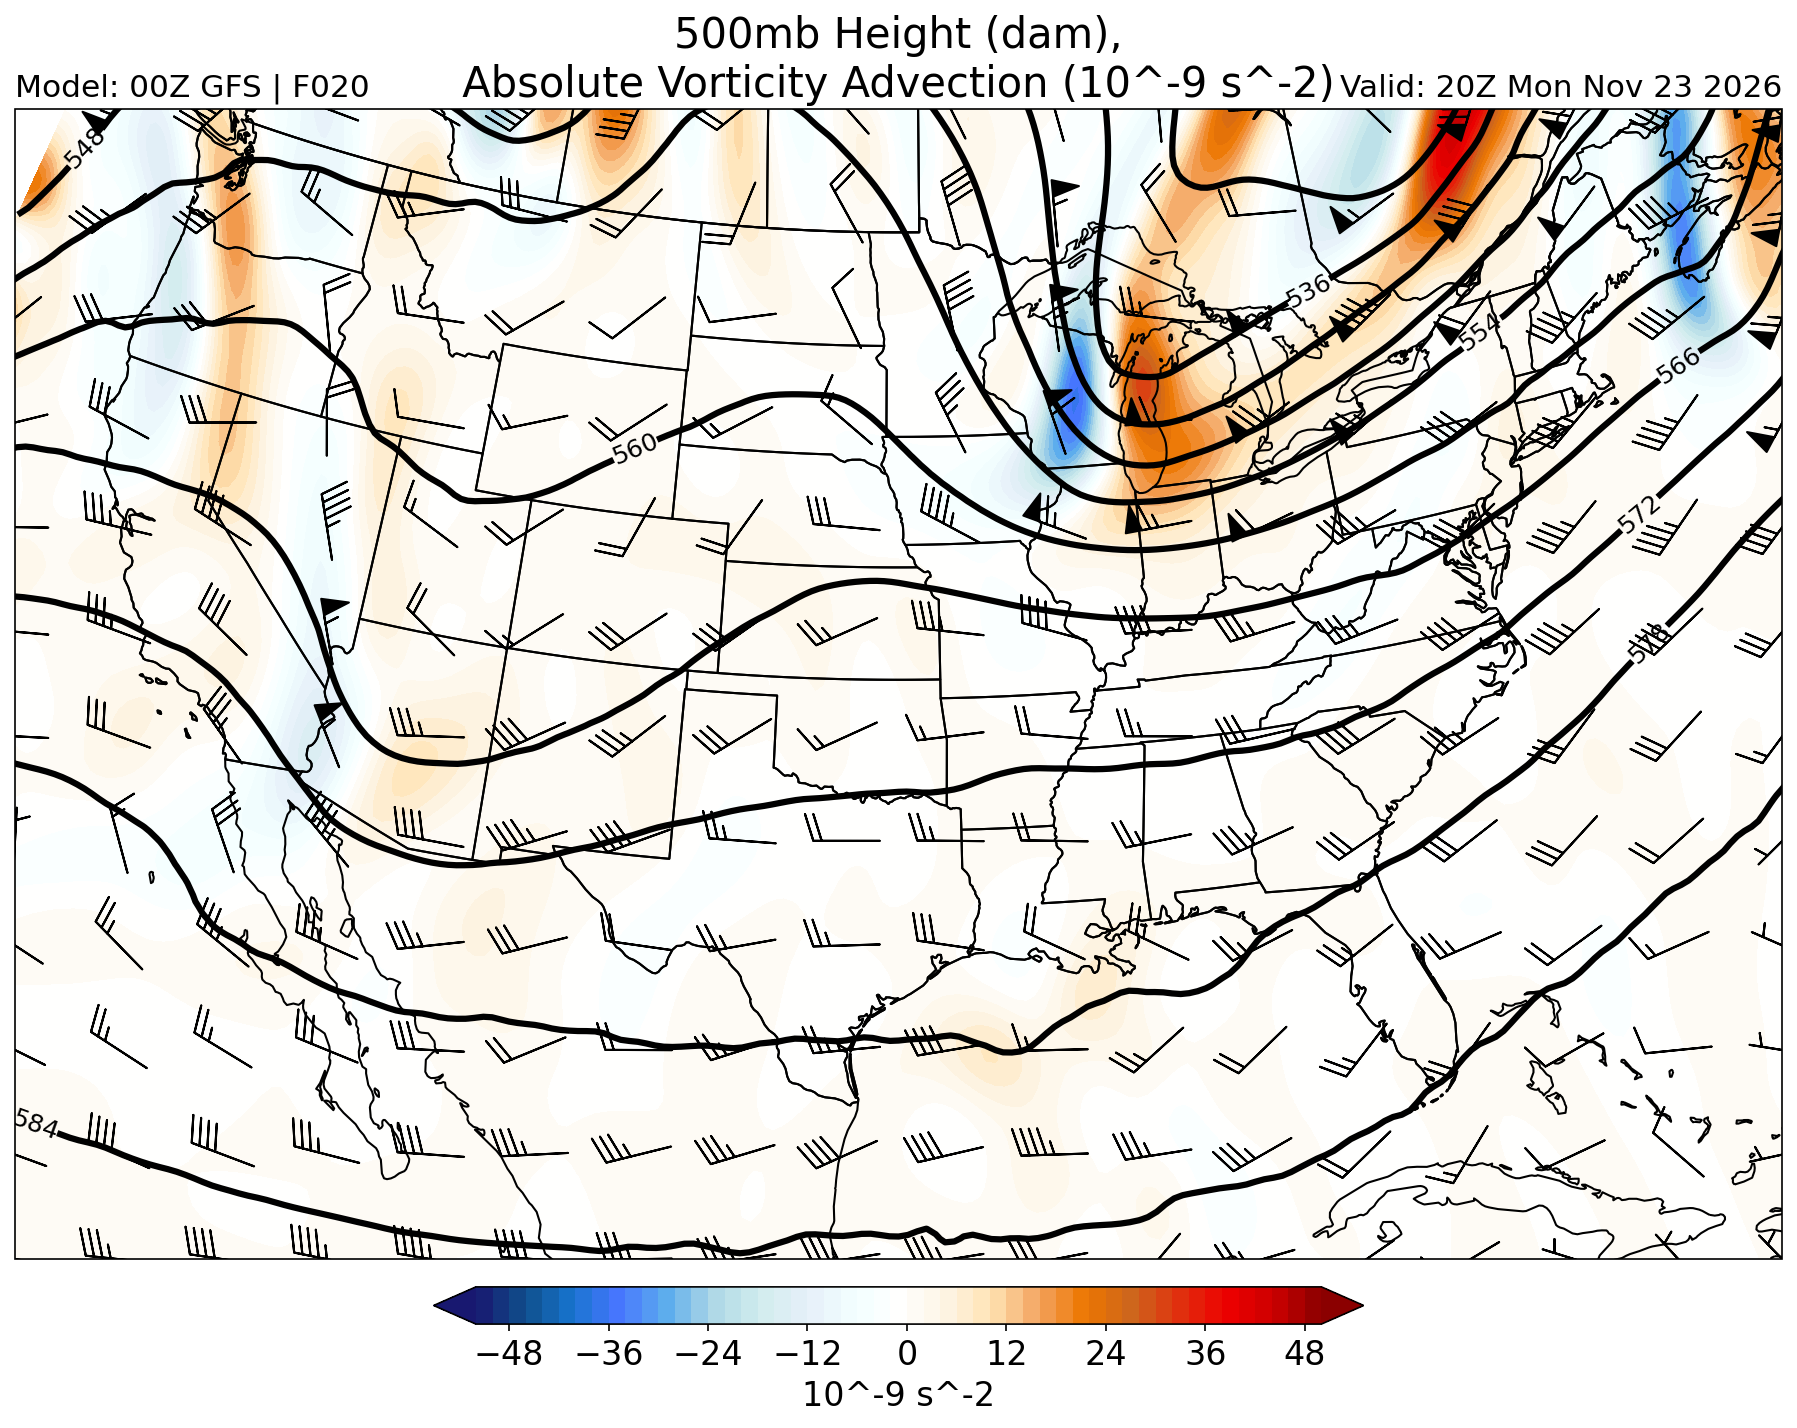 500mb Height (dam),
Model: 00Z GFS | F020
Absolute Vorticity Advection (10^-9 s^-2)
Valid: 20Z Mon Nov 23 2026
548
536
554
566
560
572
578
584
−48 −36 −24 −12 0 12 24 36 48
10^-9 s^-2